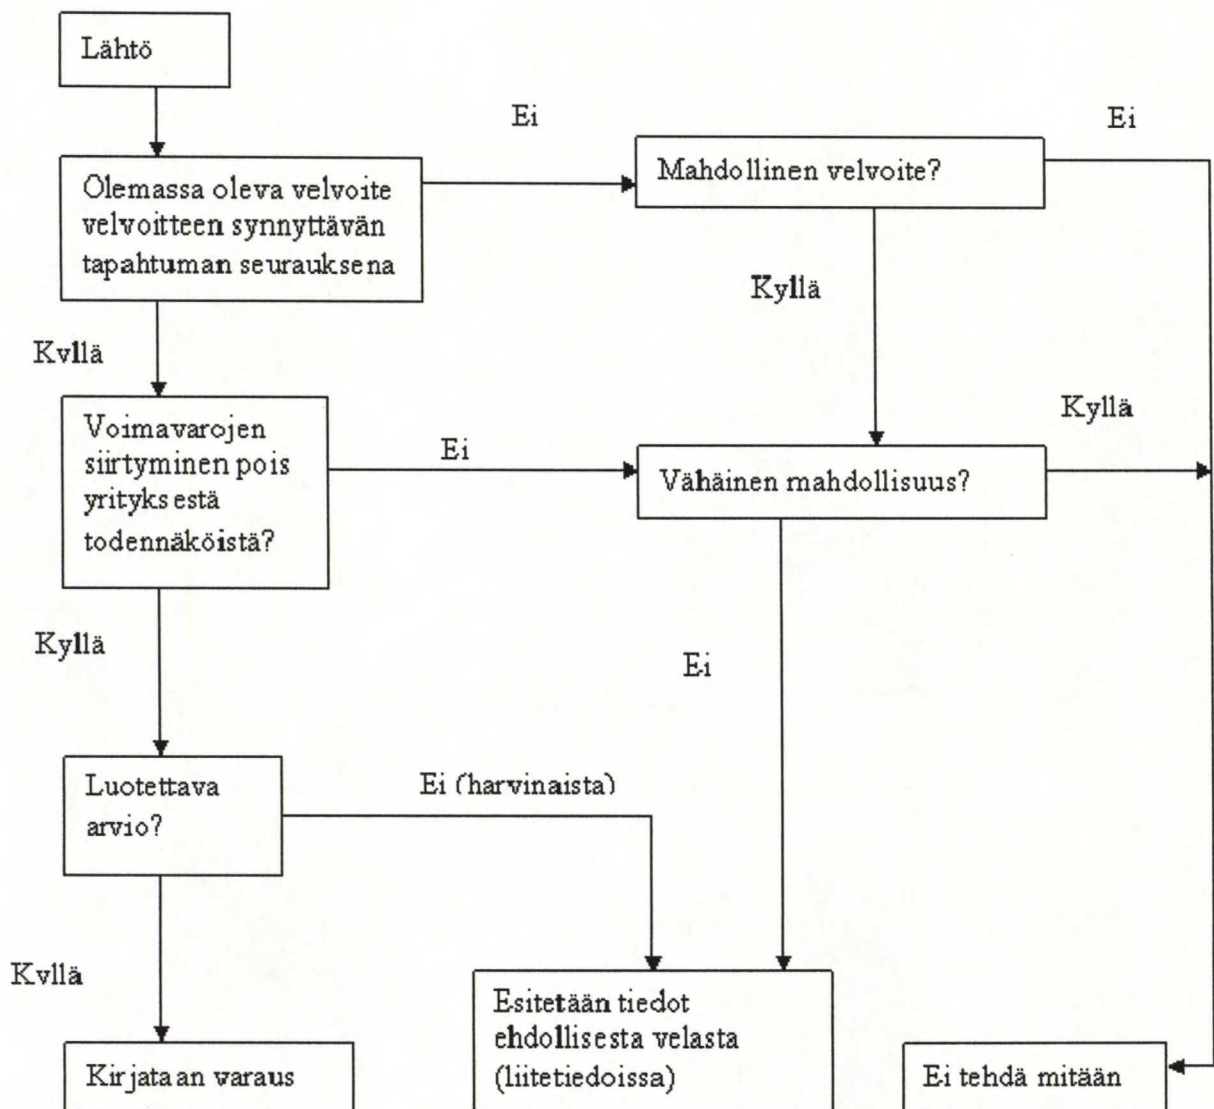 Lähtö
Ei
Ei
Mahdollinen velvoite?
Olemassa oleva velvoite
velvoitteen synnyttävän
tapahtuman seurauksena
Kyllä
Kvllä
Kyllä
Voimavarojen
siirtyminen pois
yrityksestä
todennäköistä?
Ei
Vähäinen mahdollisuus?
Kyllä
Ei
Luotettava
arvio?
Ei (harvinaista)
Kvllä
Esitetään tiedot
ehdollisesta velasta
(liitetiedoissa)
Kirjataan varaus
Ei tehdä mitään